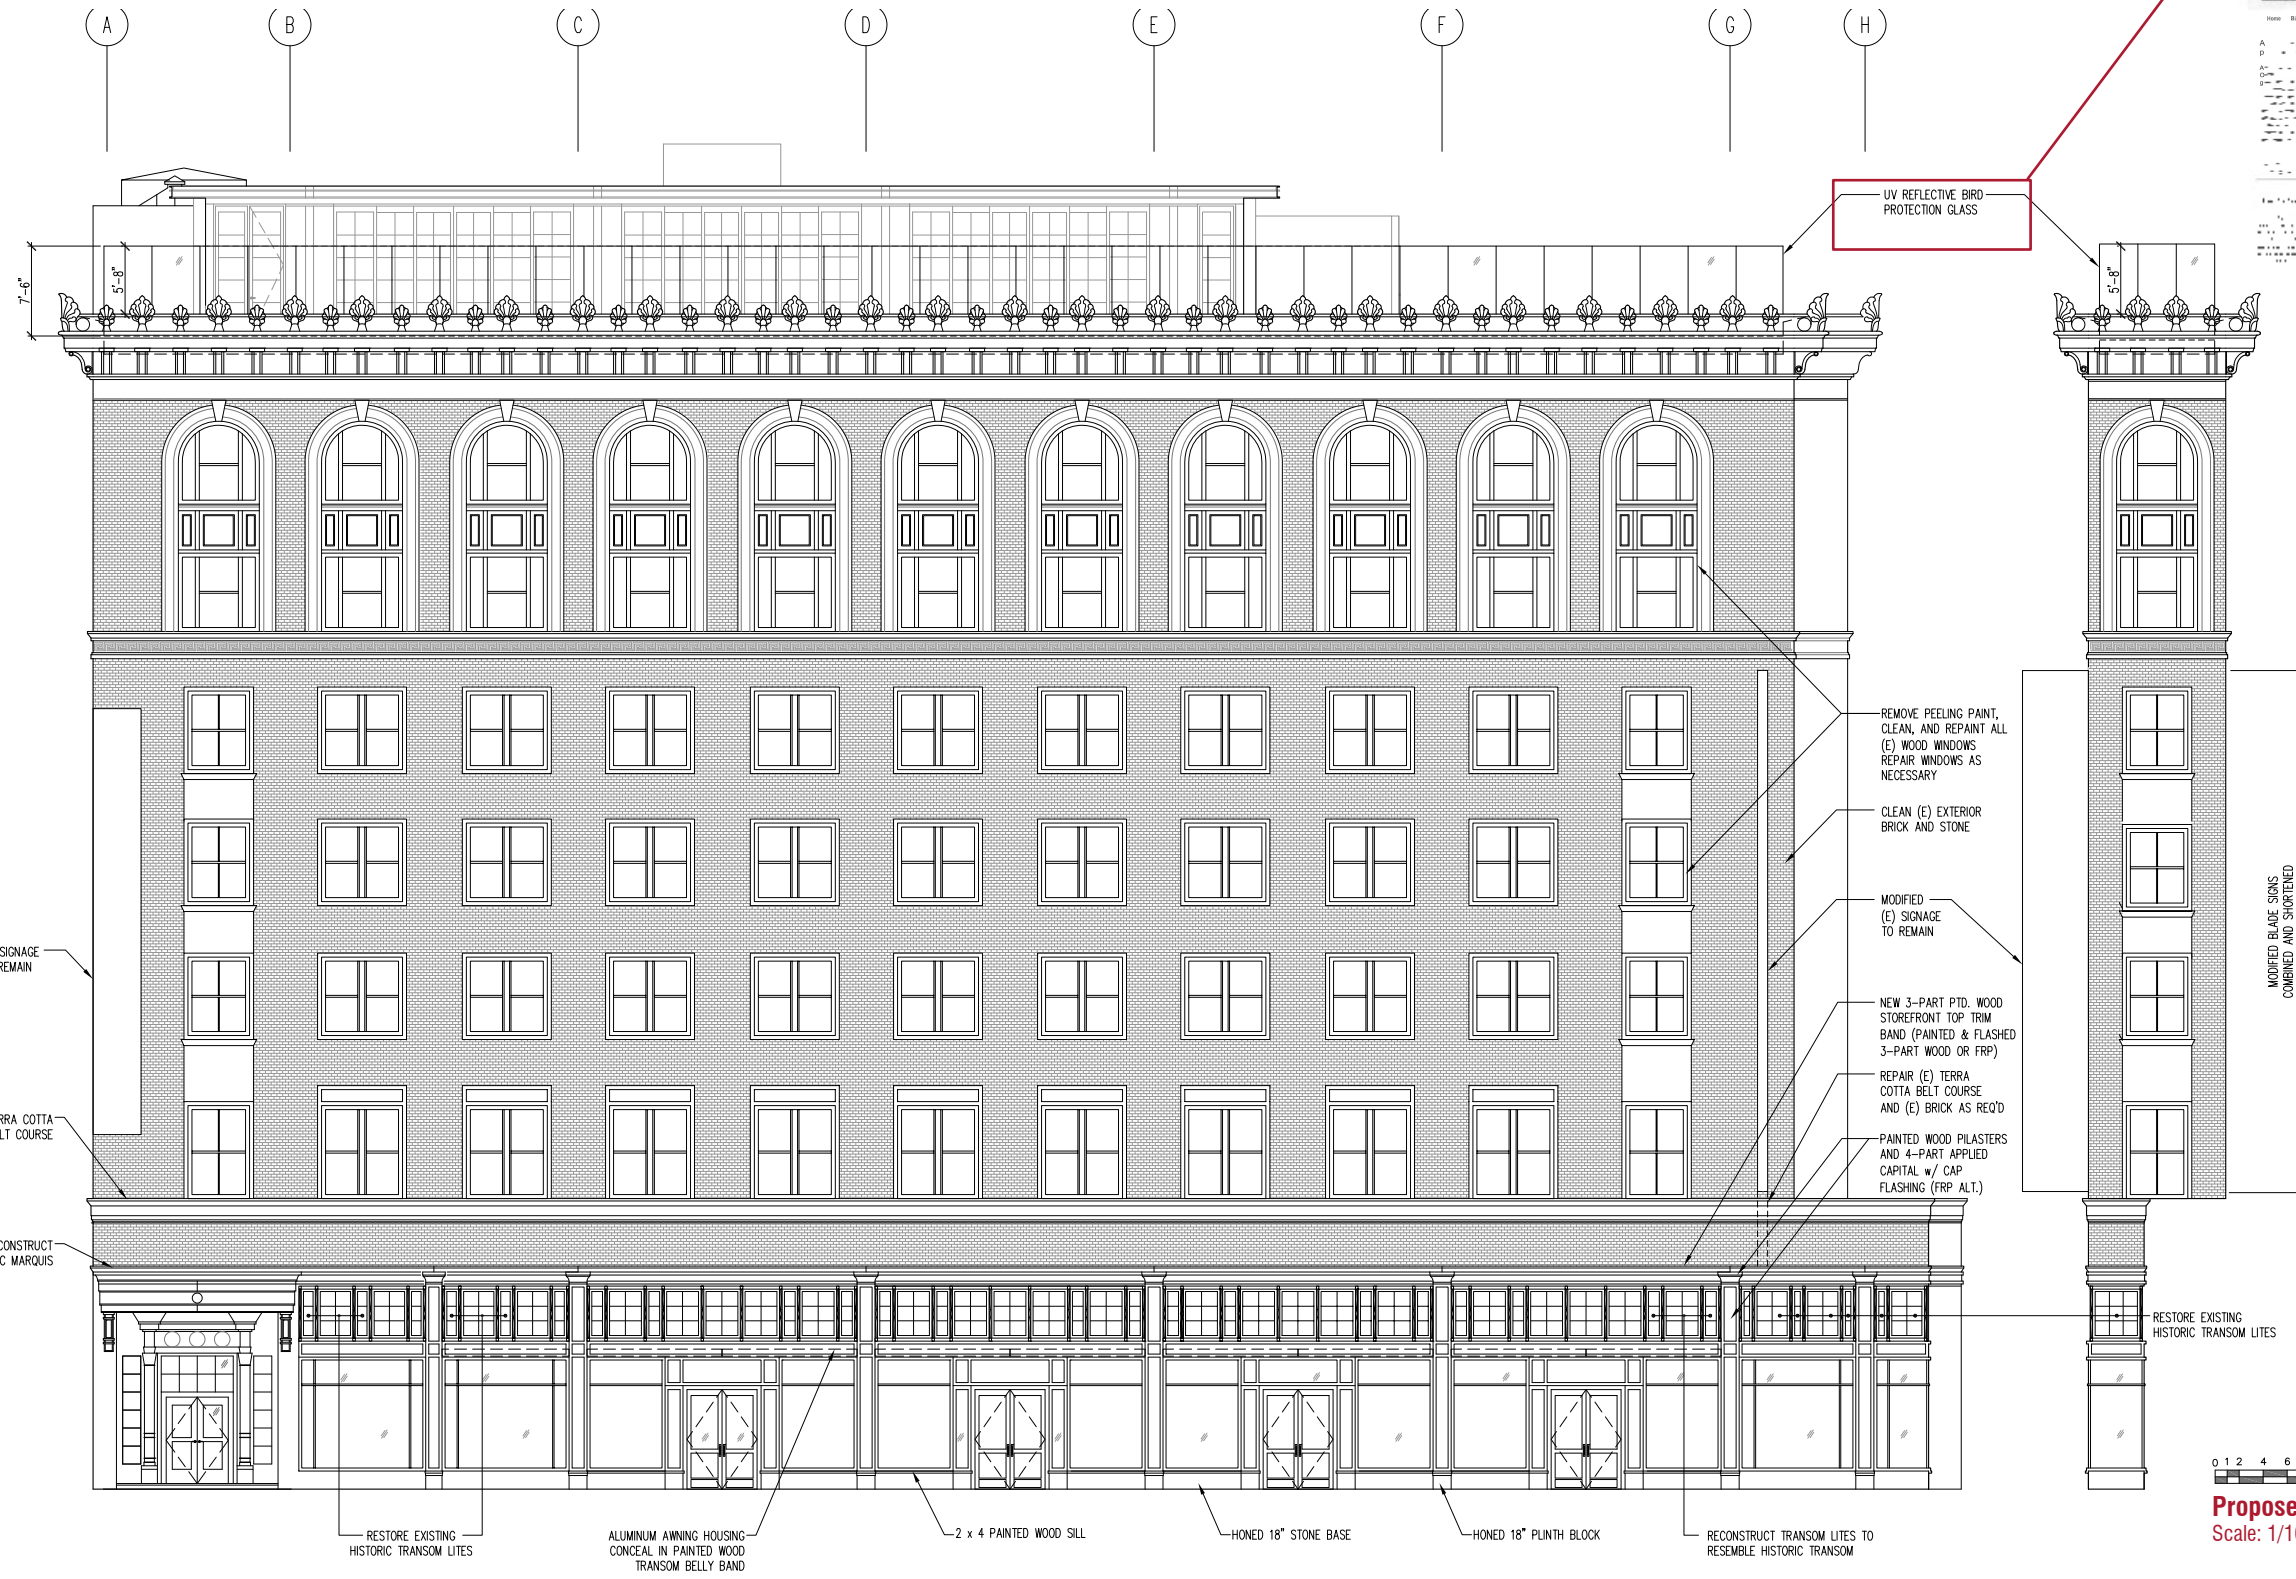 A B C D E F G H
Home
UV REFLECTIVE BIRD
PROTECTION GLASS
7'-6"
5'-8"
5'-8"
REMOVE PEELING PAINT,
CLEAN, AND REPAINT ALL
(E) WOOD WINDOWS
REPAIR WINDOWS AS
NECESSARY
CLEAN (E) EXTERIOR
BRICK AND STONE
MODIFIED
(E) SIGNAGE
TO REMAIN
MODIFIED BLADE SIGNS
COMBINED AND SHORTENED
SIGNAGE
REMAIN
NEW 3-PART PTD. WOOD
STOREFRONT TOP TRIM
BAND (PAINTED & FLASHED
3-PART WOOD OR FRP)
REPAIR (E) TERRA
COTTA BELT COURSE
AND (E) BRICK AS REQ'D
RRA COTTA
LT COURSE
PAINTED WOOD PILASTERS
AND 4-PART APPLIED
CAPITAL w/ CAP
FLASHING (FRP ALT.)
CONSTRUCT
C MARQUIS
RESTORE EXISTING
HISTORIC TRANSOM LITES
0 1 2 4 6
Propose
Scale: 1/1
RESTORE EXISTING
HISTORIC TRANSOM LITES
ALUMINUM AWNING HOUSING
CONCEAL IN PAINTED WOOD
TRANSOM BELLY BAND
2 x 4 PAINTED WOOD SILL
HONED 18" STONE BASE
HONED 18" PLINTH BLOCK
RECONSTRUCT TRANSOM LITES TO
RESEMBLE HISTORIC TRANSOM